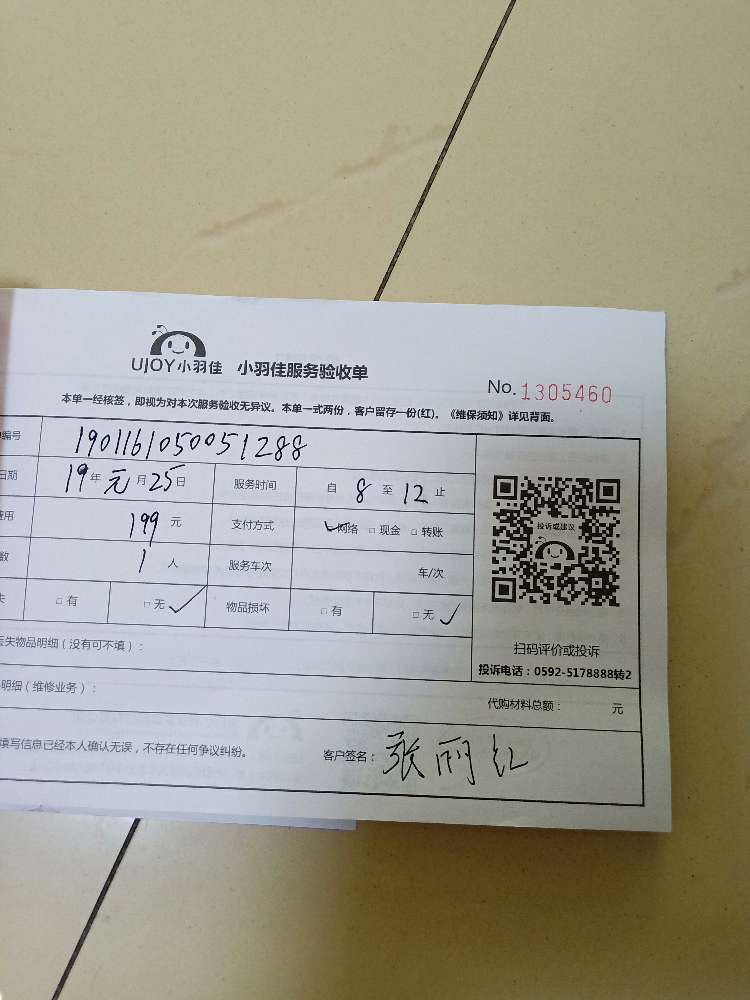 UJOY小羽佳 小羽佳服务验收单
No. 1305460
本单一经核签，即视为对本次服务验收无异议。本单一式两份，客户留存一份(红)。《维保须知》详见背面。
编号 1901161050051288
日期 19年元月25日 服务时间 自 8 至 12 止
用 199 元 支付方式 ✓网络 □现金 □转账
数 1 人 服务车次 车/次
失 □有 □无✓ 物品损坏 □有 □无✓
投诉或建议
扫码评价或投诉
投诉电话：0592-5178888转2
丢失物品明细（没有可不填）：
明细（维修业务）： 代购材料总额： 元
填写信息已经本人确认无误，不存在任何争议纠纷。 客户签名：张丽红